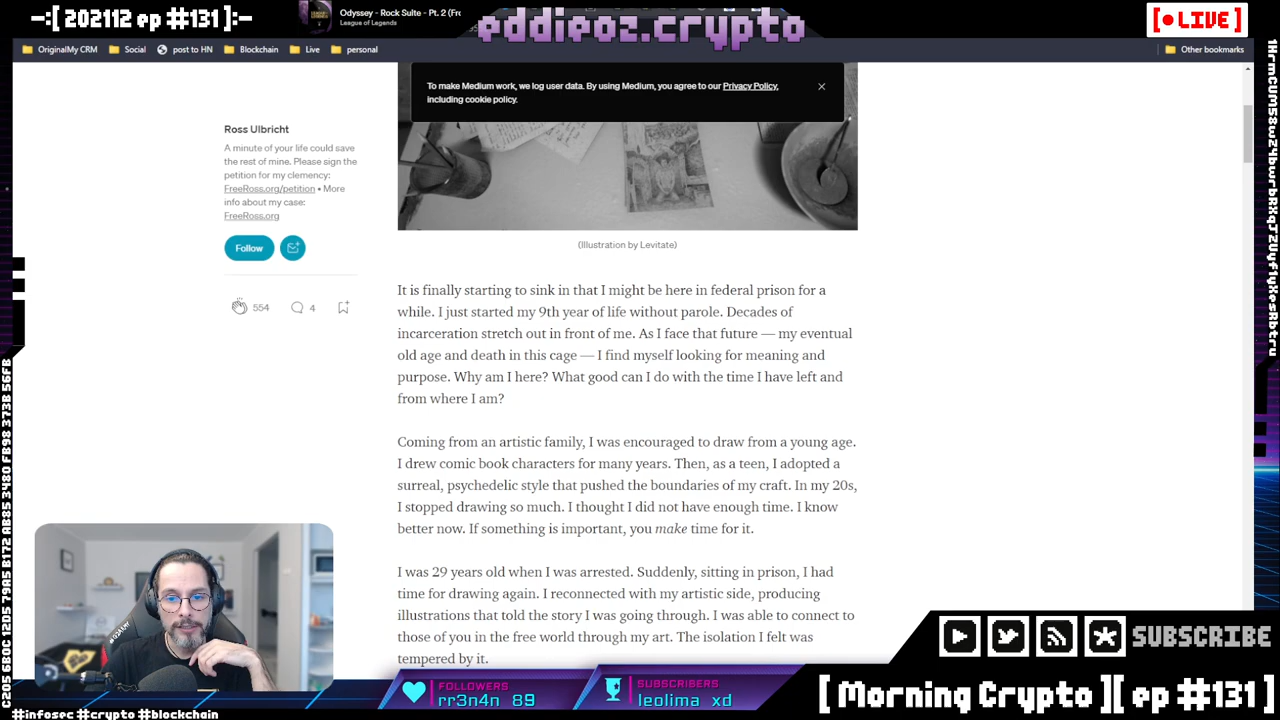 -:[ 202112 ep #131 ]:-
Odyssey - Rock Suite - Pt. 2 (Fre
League of Legends
eddieoz.crypto
[ LIVE ]
OriginalMy CRM
Social
post to HN
Blockchain
Live
personal
Other bookmarks
To make Medium work, we log user data. By using Medium, you agree to our Privacy Policy,
including cookie policy.
Ross Ulbricht
A minute of your life could save
the rest of mine. Please sign the
petition for my clemency:
FreeRoss.org/petition • More
info about my case:
FreeRoss.org
Follow
554
4
(Illustration by Levitate)
It is finally starting to sink in that I might be here in federal prison for a
while. I just started my 9th year of life without parole. Decades of
incarceration stretch out in front of me. As I face that future — my eventual
old age and death in this cage — I find myself looking for meaning and
purpose. Why am I here? What good can I do with the time I have left and
from where I am?
Coming from an artistic family, I was encouraged to draw from a young age.
I drew comic book characters for many years. Then, as a teen, I adopted a
surreal, psychedelic style that pushed the boundaries of my craft. In my 20s,
I stopped drawing so much. I thought I did not have enough time. I know
better now. If something is important, you make time for it.
I was 29 years old when I was arrested. Suddenly, sitting in prison, I had
time for drawing again. I reconnected with my artistic side, producing
illustrations that told the story I was going through. I was able to connect to
those of you in the free world through my art. The isolation I felt was
tempered by it.
SUBSCRIBE
FOLLOWERS
rr3n4n_89
SUBSCRIBERS
leolima_xd
[ Morning Crypto ][ ep #131 ]
#infosec #crypto #blockchain